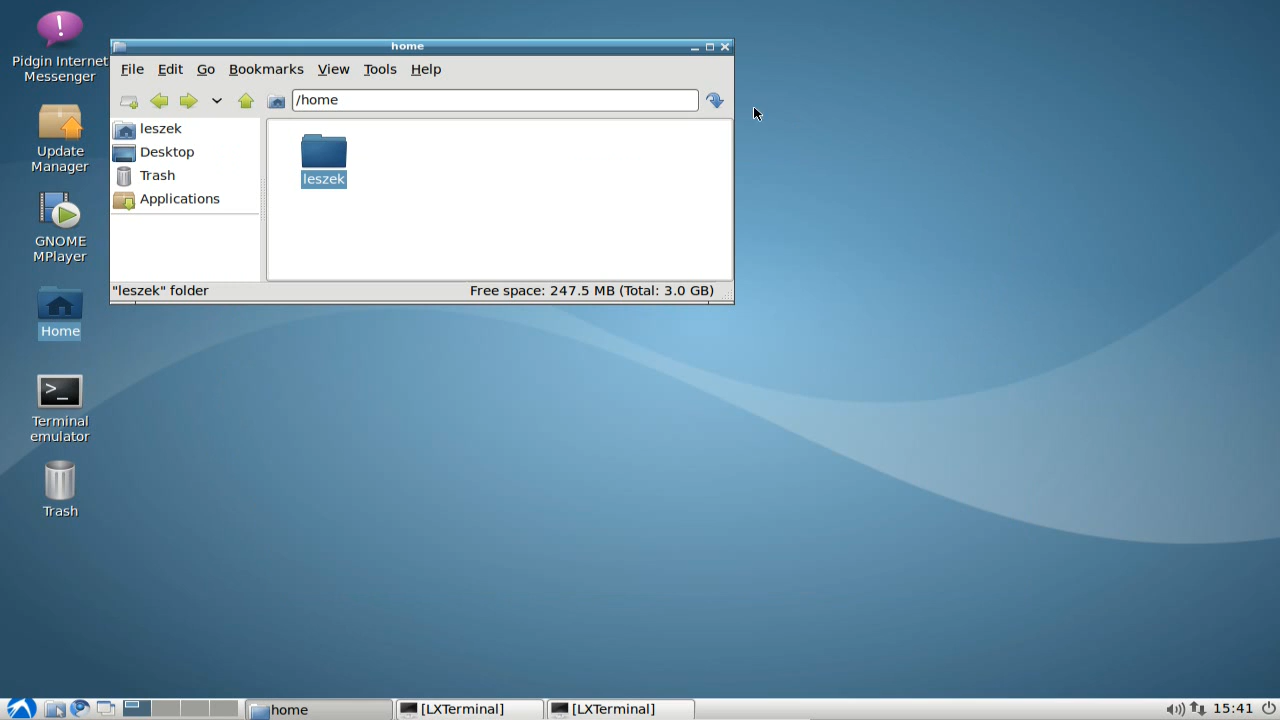 Pidgin Internet
Messenger
Update
Manager
GNOME
MPlayer
Home
>_
Terminal
emulator
Trash
home
File Edit Go Bookmarks View Tools Help
/home
leszek
Desktop
Trash
Applications
leszek
"leszek" folder Free space: 247.5 MB (Total: 3.0 GB)
home [LXTerminal] [LXTerminal] 15:41